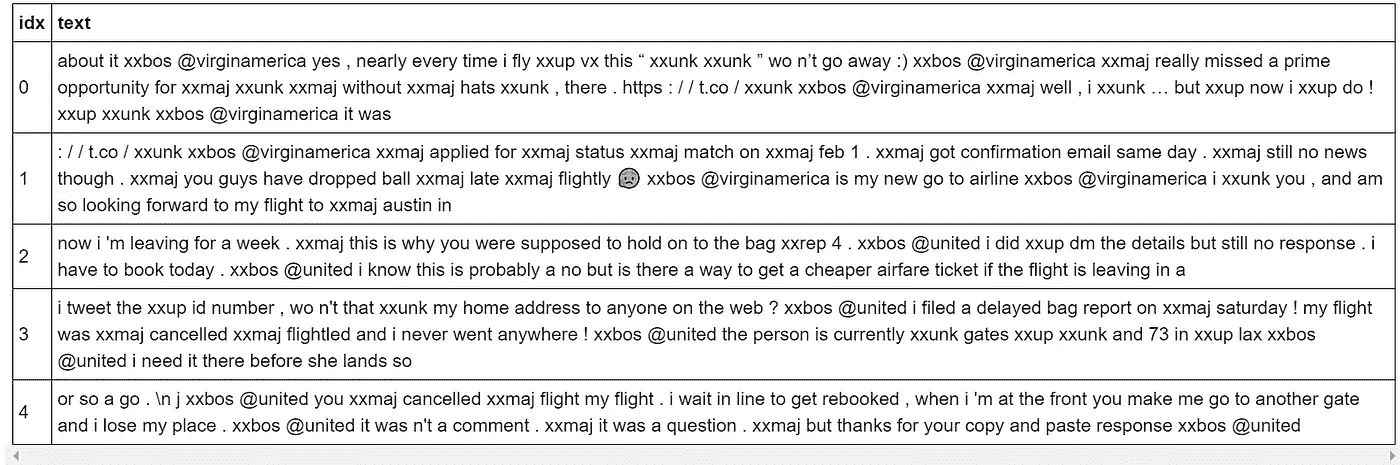 idx text
0 about it xxbos @virginamerica yes , nearly every time i fly xxup vx this “ xxunk xxunk ” wo n’t go away :) xxbos @virginamerica xxmaj really missed a prime
opportunity for xxmaj xxunk xxmaj without xxmaj hats xxunk , there . https : / / t.co / xxunk xxbos @virginamerica xxmaj well , i xxunk … but xxup now i xxup do !
xxup xxunk xxbos @virginamerica it was
1 : / / t.co / xxunk xxbos @virginamerica xxmaj applied for xxmaj status xxmaj match on xxmaj feb 1 . xxmaj got confirmation email same day . xxmaj still no news
though . xxmaj you guys have dropped ball xxmaj late xxmaj flightly 😞 xxbos @virginamerica is my new go to airline xxbos @virginamerica i xxunk you , and am
so looking forward to my flight to xxmaj austin in
2 now i 'm leaving for a week . xxmaj this is why you were supposed to hold on to the bag xxrep 4 . xxbos @united i did xxup dm the details but still no response . i
have to book today . xxbos @united i know this is probably a no but is there a way to get a cheaper airfare ticket if the flight is leaving in a
3 i tweet the xxup id number , wo n't that xxunk my home address to anyone on the web ? xxbos @united i filed a delayed bag report on xxmaj saturday ! my flight
was xxmaj cancelled xxmaj flightled and i never went anywhere ! xxbos @united the person is currently xxunk gates xxup xxunk and 73 in xxup lax xxbos
@united i need it there before she lands so
4 or so a go . \n j xxbos @united you xxmaj cancelled xxmaj flight my flight . i wait in line to get rebooked , when i 'm at the front you make me go to another gate
and i lose my place . xxbos @united it was n't a comment . xxmaj it was a question . xxmaj but thanks for your copy and paste response xxbos @united